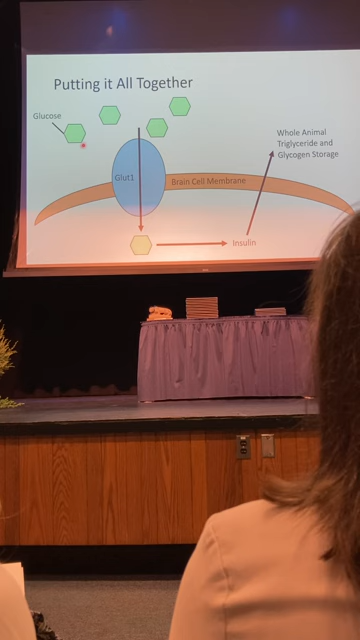 Putting it All Together
Glucose
Whole Animal
Triglyceride and
Glycogen Storage
Glut1
Brain Cell Membrane
Insulin